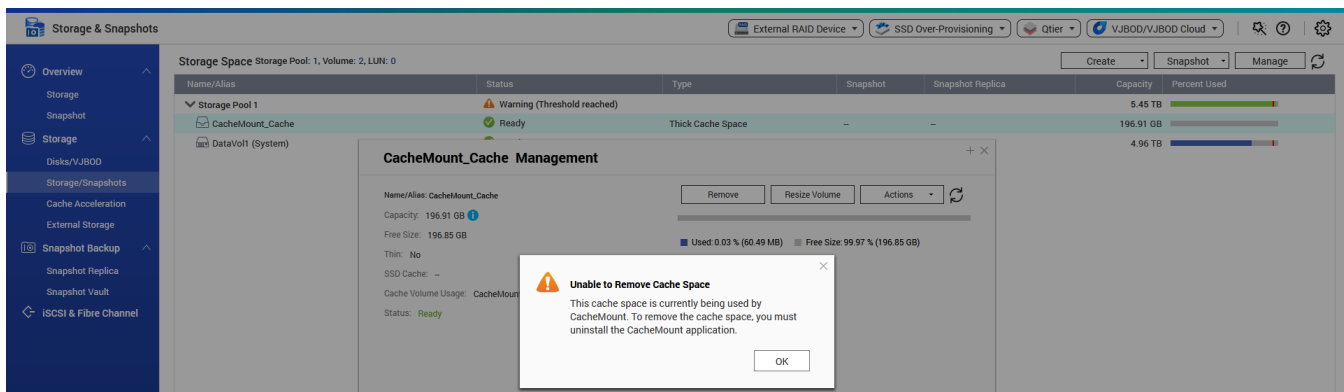 Storage & Snapshots
External RAID Device
SSD Over-Provisioning
Qtier
VJBOD/VJBOD Cloud
Overview
Storage
Snapshot
Storage
Disks/VJBOD
Storage/Snapshots
Cache Acceleration
External Storage
Snapshot Backup
Snapshot Replica
Snapshot Vault
iSCSI & Fibre Channel
Storage Space Storage Pool: 1, Volume: 2, LUN: 0
Create Snapshot Manage
Name/Alias Status Type Snapshot Snapshot Replica Capacity Percent Used
Storage Pool 1 Warning (Threshold reached) 5.45 TB
CacheMount_Cache Ready Thick Cache Space -- -- 196.91 GB
DataVol1 (System) 4.96 TB
CacheMount_Cache Management
Name/Alias: CacheMount_Cache
Remove Resize Volume Actions
Capacity: 196.91 GB
Free Size: 196.85 GB
Used: 0.03 % (60.49 MB) Free Size: 99.97 % (196.85 GB)
Thin: No
SSD Cache: --
Cache Volume Usage: CacheMoun
Status: Ready
Unable to Remove Cache Space
This cache space is currently being used by
CacheMount. To remove the cache space, you must
uninstall the CacheMount application.
OK